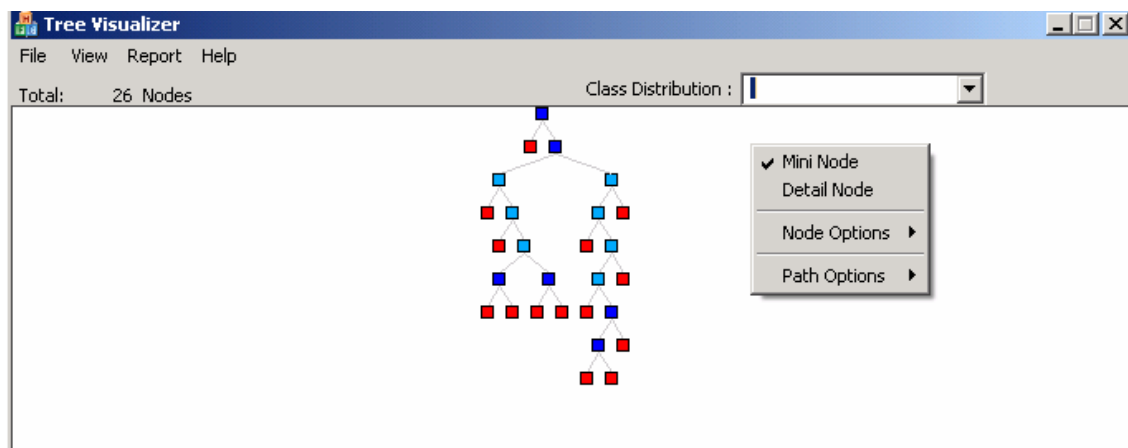 Tree Visualizer
File View Report Help
Total: 26 Nodes
Class Distribution :
Mini Node
Detail Node
Node Options
Path Options